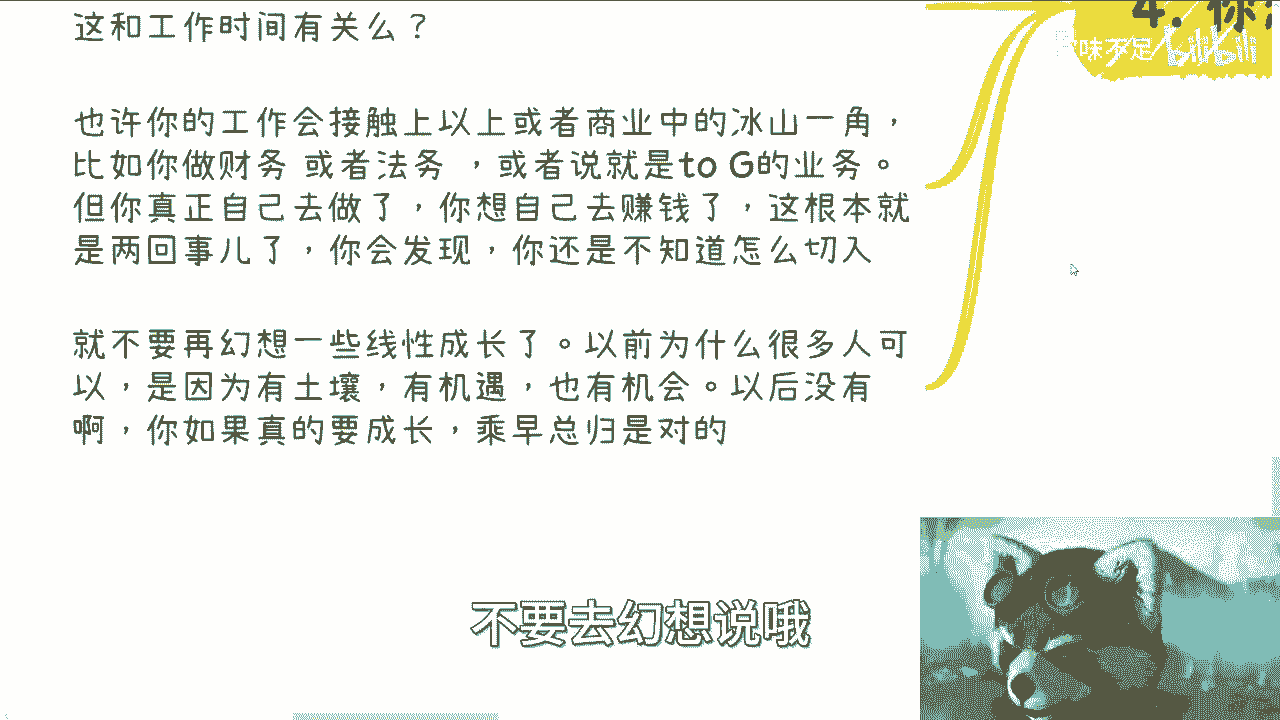 这和工作时间有关么？
4. 你
味不足 bilibili
也许你的工作会接触上以上或者商业中的冰山一角，
比如你做财务 或者法务 ，或者说就是to G的业务。
但你真正自己去做了，你想自己去赚钱了，这根本就
是两回事儿了，你会发现，你还是不知道怎么切入
就不要再幻想一些线性成长了。以前为什么很多人可
以，是因为有土壤，有机遇，也有机会。以后没有
啊，你如果真的要成长，乘早总归是对的
不要去幻想说哦